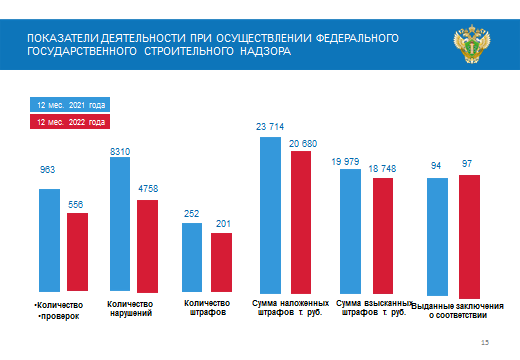 ПОКАЗАТЕЛИ ДЕЯТЕЛЬНОСТИ ПРИ ОСУЩЕСТВЛЕНИИ ФЕДЕРАЛЬНОГО
ГОСУДАРСТВЕННОГО СТРОИТЕЛЬНОГО НАДЗОРА
12 мес. 2021 года
12 мес. 2022 года
963
556
8310
4758
252
201
23 714
20 680
19 979
18 748
94
97
•Количество
•проверок
Количество
нарушений
Количество
штрафов
Сумма наложенных
штрафов т. руб.
Сумма взысканных
штрафов т. руб.
Выданные заключения
о соответствии
15